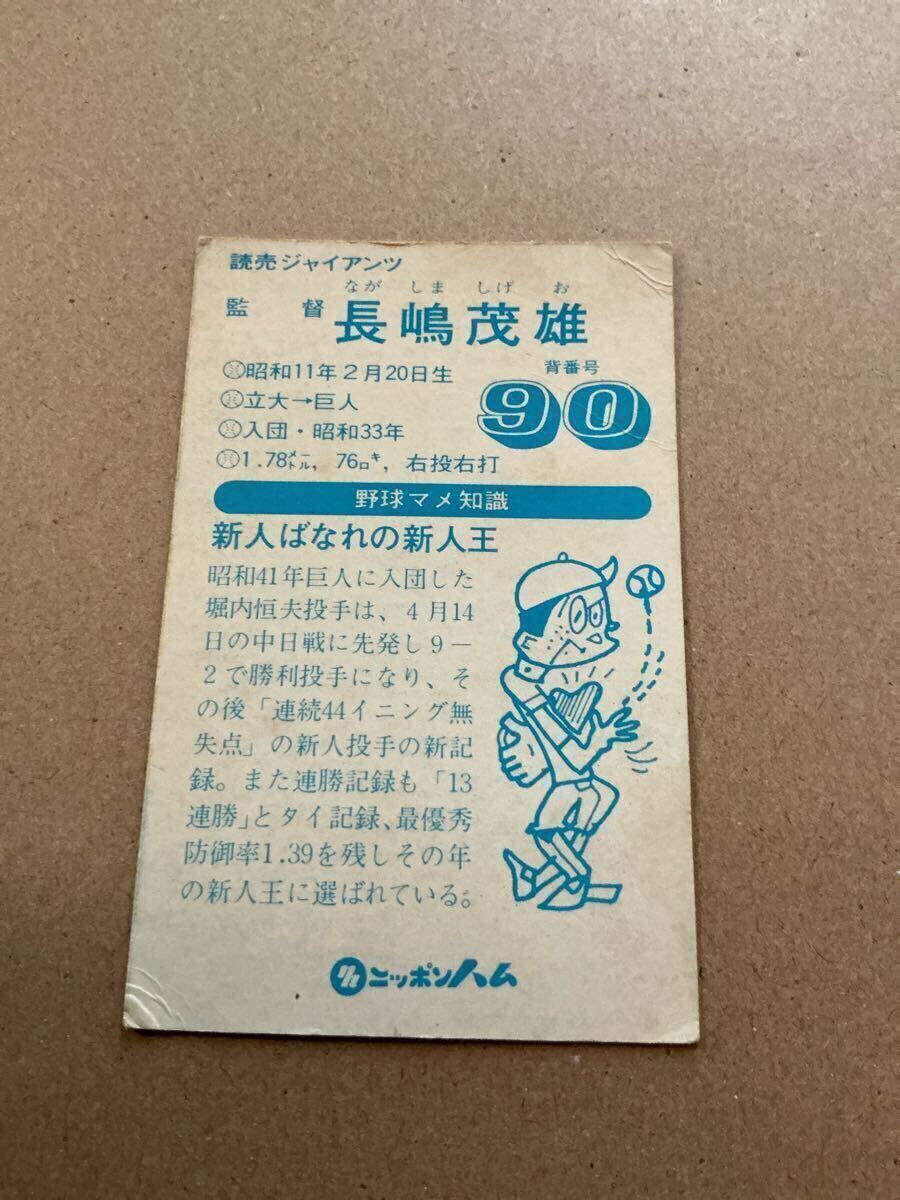 読売ジャイアンツ
なが しま しげ お
監督 長嶋茂雄
昭和11年2月20日生
背番号
90
立大→巨人
入団・昭和33年
1.78メートル, 76キロ, 右投右打
野球マメ知識
新人ばなれの新人王
昭和41年巨人に入団した
堀内恒夫投手は、4月14
日の中日戦に先発し9－
2で勝利投手になり、そ
の後「連続44イニング無
失点」の新人投手の新記
録。また連勝記録も「13
連勝」とタイ記録、最優秀
防御率1.39を残しその年
の新人王に選ばれている。
ニッポンハム